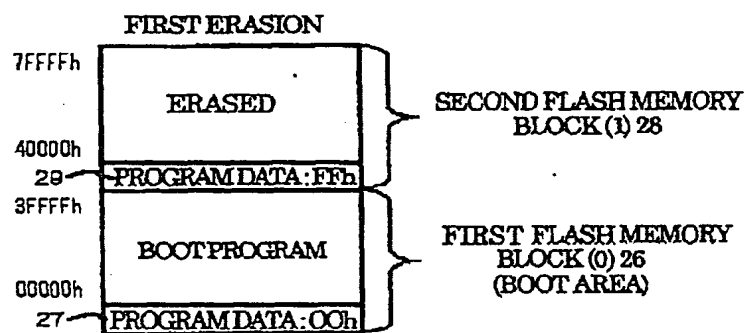 FIRST ERASION
7FFFFh
ERASED
SECOND FLASH MEMORY
BLOCK (1) 28
40000h
29 PROGRAM DATA : FFh
3FFFFh
BOOT PROGRAM
FIRST FLASH MEMORY
BLOCK (0) 26
(BOOT AREA)
00000h
27 PROGRAM DATA : 00h